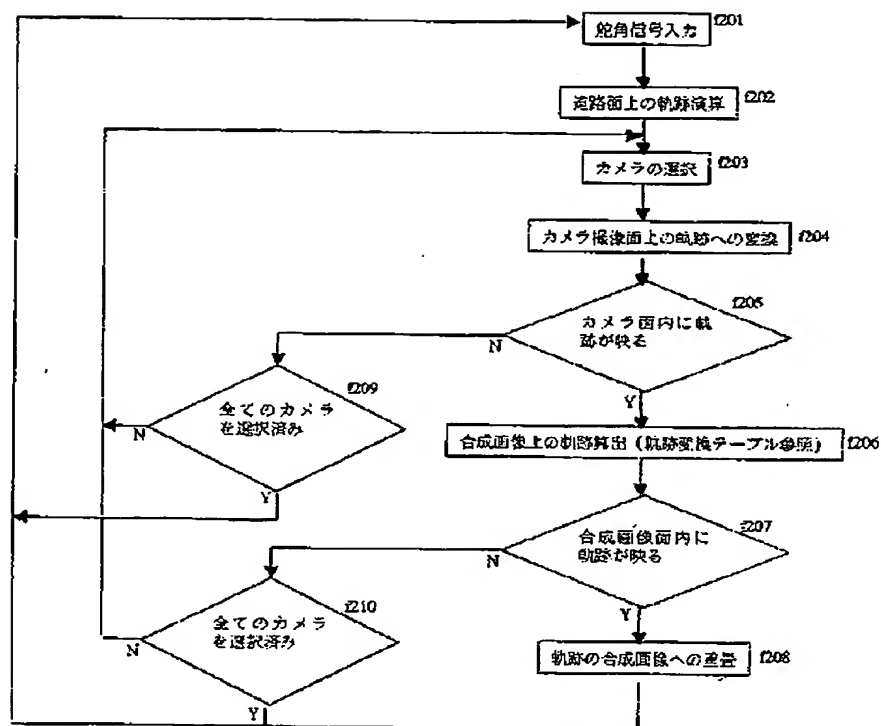 舵角信号入力
f201
道路面上の軌跡演算
f202
カメラの選択
f203
カメラ撮像面上の軌跡への変換
f204
f205
カメラ面内に軌
跡が映る
N
Y
f209
全てのカメラ
を選択済み
N
Y
合成画像上の軌跡算出（軌跡変換テーブル参照）
f206
f207
合成画像面内に
軌跡が映る
N
Y
f210
全てのカメラ
を選択済み
N
Y
軌跡の合成画像への重畳
f208